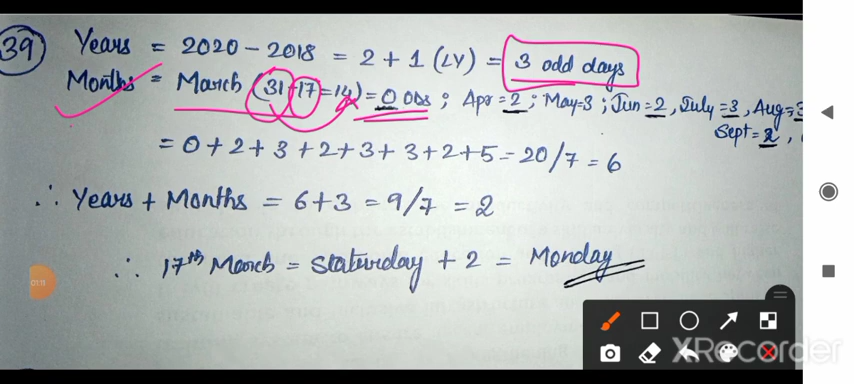 39 Years = 2020 - 2018 = 2 + 1 (LY) = 3 odd days
Months = March (31-17=14) = 0 ODs ; Apr = 2 ; May=3 ; Jun = 2 , July = 3 , Aug = 3
Sept = 2 ,
= 0 + 2 + 3 + 2 + 3 + 3 + 2 + 5 = 20/7 = 6
∴ Years + Months = 6+3 = 9/7 = 2
∴ 17th March = Staturday + 2 = Monday
XRecorder